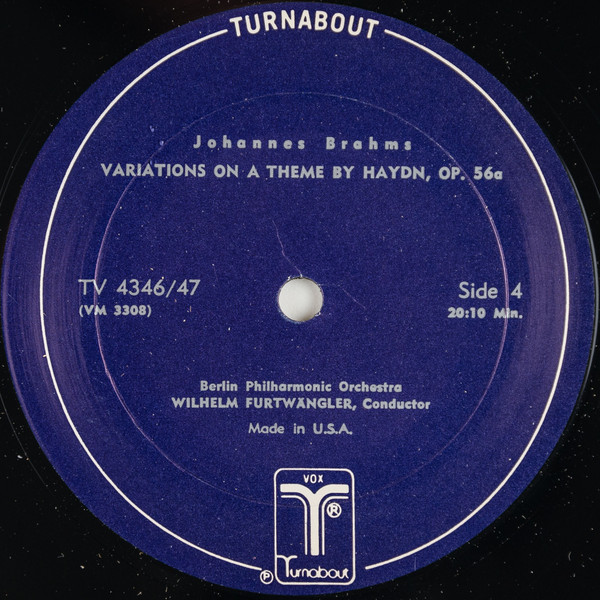 TURNABOUT
Johannes Brahms
VARIATIONS ON A THEME BY HAYDN, OP. 56a
TV 4346/47
(VM 3308)
Side 4
20:10 Min.
Berlin Philharmonic Orchestra
WILHELM FURTWÄNGLER, Conductor
Made in U.S.A.
VOX
T®
Turnabout
℗